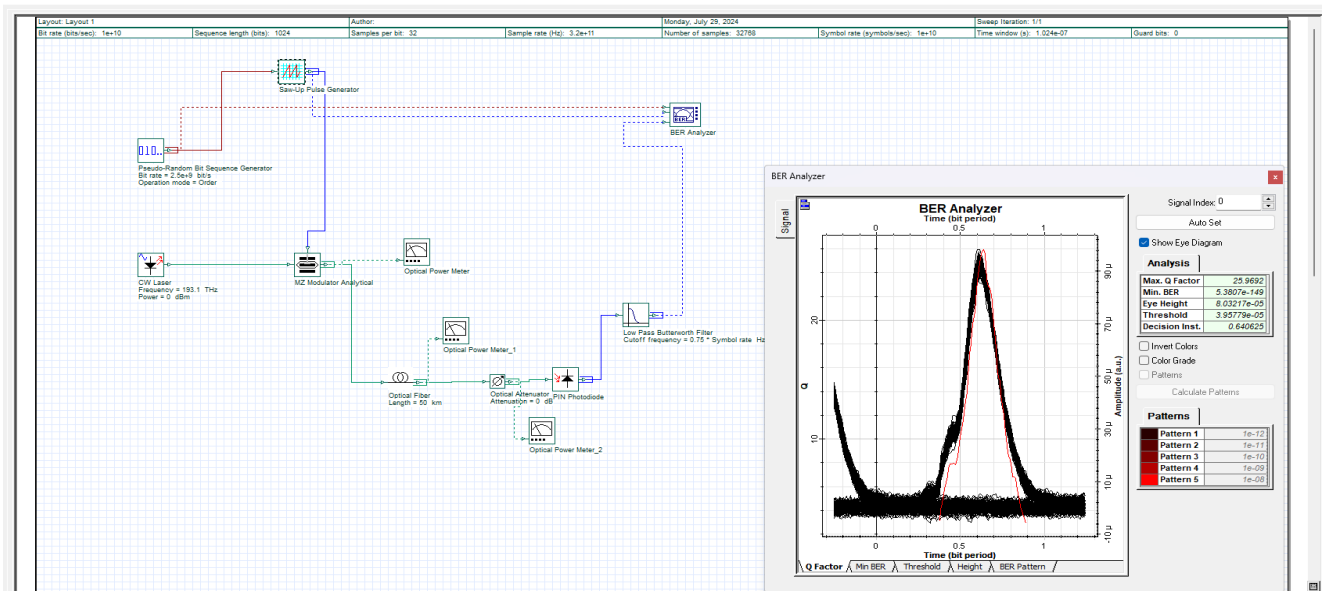 Layout: Layout 1
Author:
Monday, July 29, 2024
Sweep Iteration: 1/1
Bit rate (bits/sec): 1e+10
Sequence length (bits): 1024
Samples per bit: 32
Sample rate (Hz): 3.2e+11
Number of samples: 32768
Symbol rate (symbols/sec): 1e+10
Time window (s): 1.024e-07
Guard bits: 0
Saw-Up Pulse Generator
BER
BER Analyzer
010...
Pseudo-Random Bit Sequence Generator
Bit rate = 2.5e+9 bit/s
Operation mode = Order
CW Laser
Frequency = 193.1 THz
Power = 0 dBm
MZ Modulator Analytical
Optical Power Meter
Optical Power Meter_1
Low Pass Butterworth Filter
Cutoff frequency = 0.75 * Symbol rate Hz
Optical Fiber
Length = 50 km
Optical Attenuator
Attenuation = 0 dB
PIN Photodiode
Optical Power Meter_2
BER Analyzer
x
Signal
BER Analyzer
Time (bit period)
0 0.5 1
Q
20
10
90 µ
70 µ
50 µ
30 µ
10 µ
-10 µ
Amplitude (a.u.)
0 0.5 1
Time (bit period)
Q Factor Min BER Threshold Height BER Pattern
Signal Index: 0
Auto Set
Show Eye Diagram
Analysis
Max. Q Factor 25.9692
Min. BER 5.3807e-149
Eye Height 8.03217e-05
Threshold 3.95779e-05
Decision Inst. 0.640625
Invert Colors
Color Grade
Patterns
Calculate Patterns
Patterns
Pattern 1 1e-12
Pattern 2 1e-11
Pattern 3 1e-10
Pattern 4 1e-09
Pattern 5 1e-08